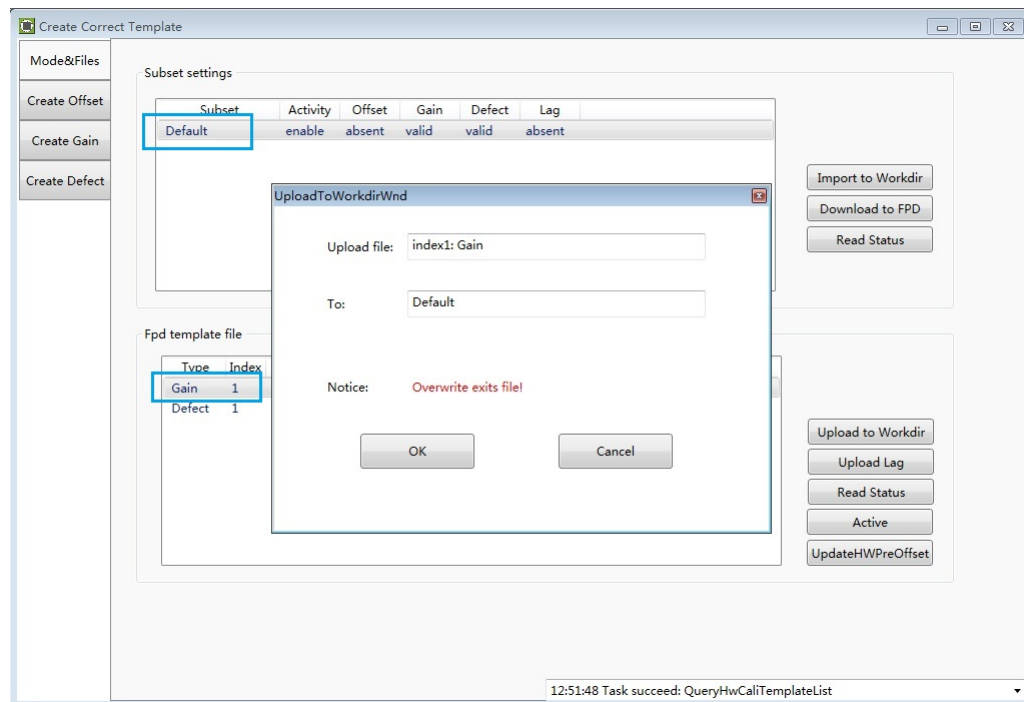 Create Correct Template
Mode&Files
Create Offset
Create Gain
Create Defect
Subset settings
Subset Activity Offset Gain Defect Lag
Default enable absent valid valid absent
Import to Workdir
Download to FPD
Read Status
UploadToWorkdirWnd
Upload file: index1: Gain
To: Default
Notice: Overwrite exits file!
OK Cancel
Fpd template file
Type Index
Gain 1
Defect 1
Upload to Workdir
Upload Lag
Read Status
Active
UpdateHWPreOffset
12:51:48 Task succeed: QueryHwCaliTemplateList